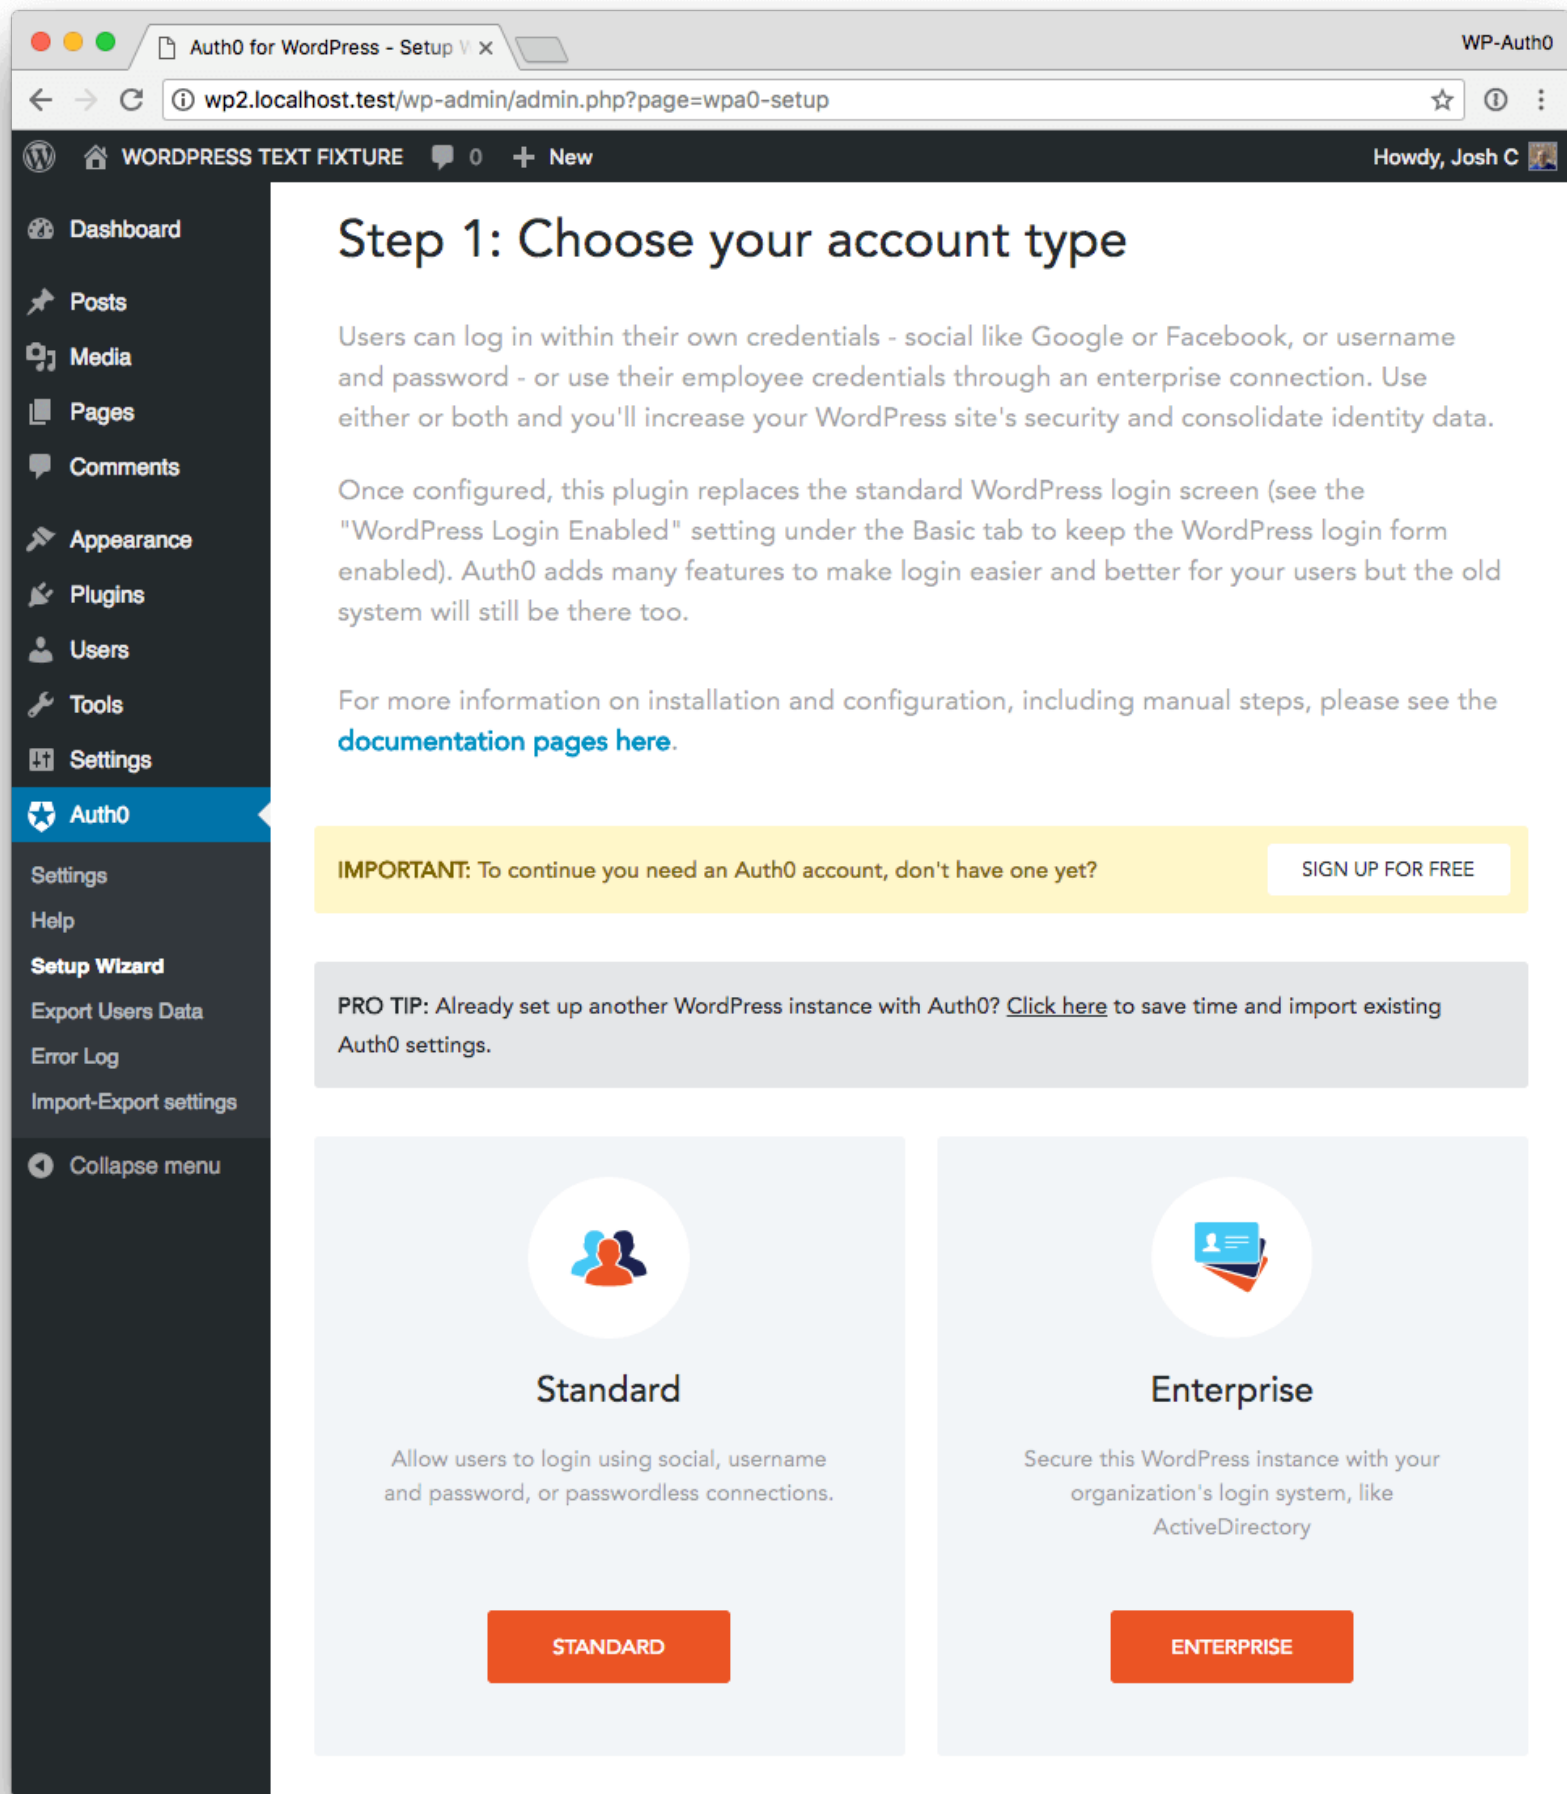 Auth0 for WordPress - Setup W
WP-Auth0
wp2.localhost.test/wp-admin/admin.php?page=wpa0-setup
WORDPRESS TEXT FIXTURE 0 + New
Howdy, Josh C
Dashboard
Posts
Media
Pages
Comments
Appearance
Plugins
Users
Tools
Settings
Auth0
Settings
Help
Setup Wizard
Export Users Data
Error Log
Import-Export settings
Collapse menu
Step 1: Choose your account type
Users can log in within their own credentials - social like Google or Facebook, or username
and password - or use their employee credentials through an enterprise connection. Use
either or both and you'll increase your WordPress site's security and consolidate identity data.
Once configured, this plugin replaces the standard WordPress login screen (see the
"WordPress Login Enabled" setting under the Basic tab to keep the WordPress login form
enabled). Auth0 adds many features to make login easier and better for your users but the old
system will still be there too.
For more information on installation and configuration, including manual steps, please see the
documentation pages here.
IMPORTANT: To continue you need an Auth0 account, don't have one yet?
SIGN UP FOR FREE
PRO TIP: Already set up another WordPress instance with Auth0? Click here to save time and import existing
Auth0 settings.
Standard
Allow users to login using social, username
and password, or passwordless connections.
STANDARD
Enterprise
Secure this WordPress instance with your
organization's login system, like
ActiveDirectory
ENTERPRISE